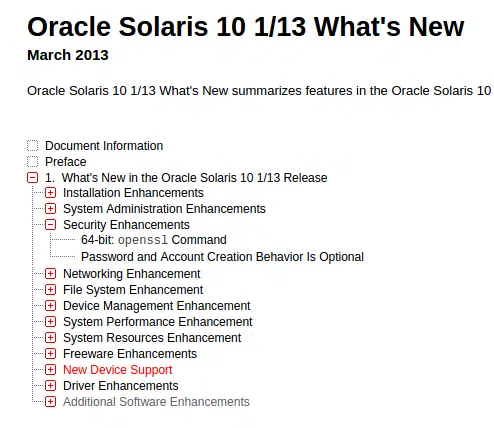 Oracle Solaris 10 1/13 What's New
March 2013
Oracle Solaris 10 1/13 What's New summarizes features in the Oracle Solaris 10
Document Information
Preface
1. What's New in the Oracle Solaris 10 1/13 Release
Installation Enhancements
System Administration Enhancements
Security Enhancements
64-bit: openssl Command
Password and Account Creation Behavior Is Optional
Networking Enhancement
File System Enhancement
Device Management Enhancement
System Performance Enhancement
System Resources Enhancement
Freeware Enhancements
New Device Support
Driver Enhancements
Additional Software Enhancements